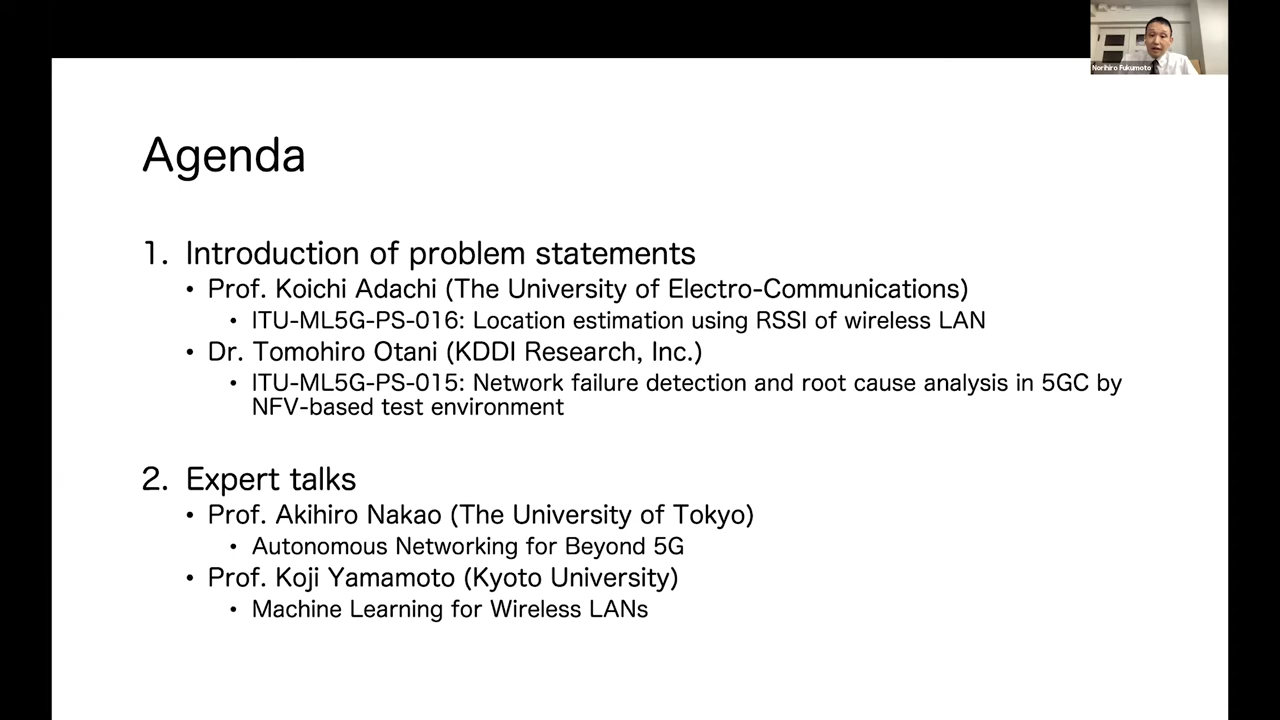 Norihiro Fukumoto
Agenda
1. Introduction of problem statements
• Prof. Koichi Adachi (The University of Electro-Communications)
• ITU-ML5G-PS-016: Location estimation using RSSI of wireless LAN
• Dr. Tomohiro Otani (KDDI Research, Inc.)
• ITU-ML5G-PS-015: Network failure detection and root cause analysis in 5GC by
NFV-based test environment
2. Expert talks
• Prof. Akihiro Nakao (The University of Tokyo)
• Autonomous Networking for Beyond 5G
• Prof. Koji Yamamoto (Kyoto University)
• Machine Learning for Wireless LANs